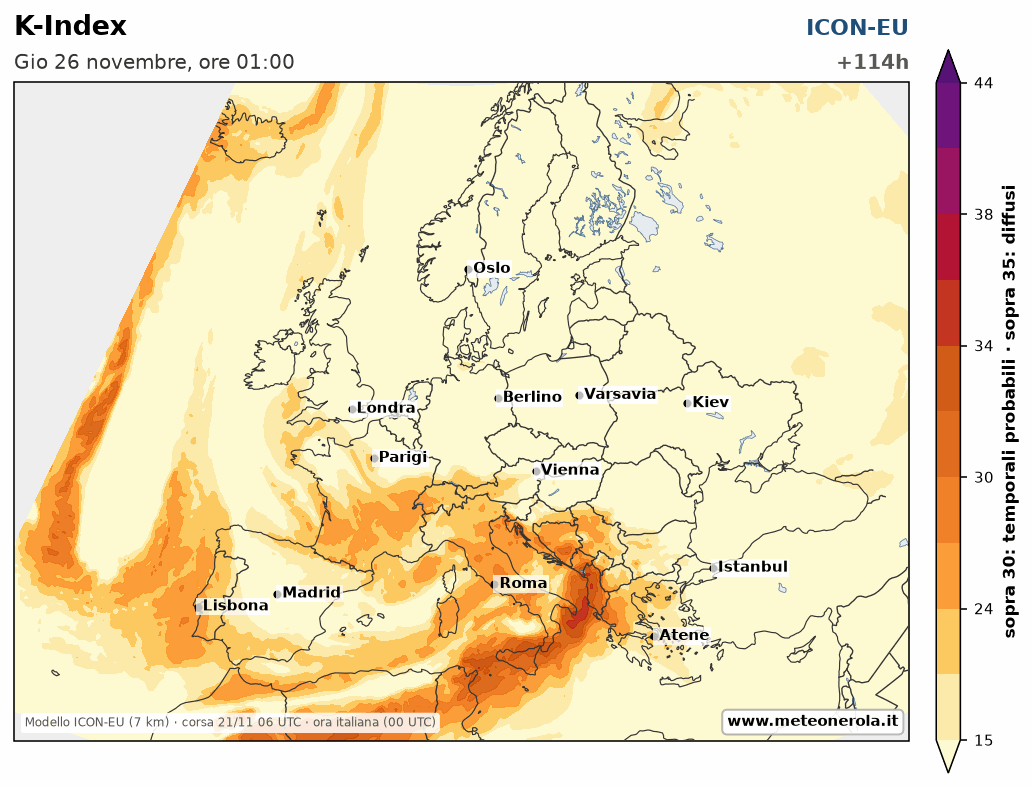 K-Index
ICON-EU
Gio 26 novembre, ore 01:00
+114h
44
38
34
30
24
15
sopra 30: temporali probabili · sopra 35: diffusi
Oslo
Londra
Berlino
Varsavia
Kiev
Parigi
Vienna
Istanbul
Roma
Madrid
Lisbona
Atene
Modello ICON-EU (7 km) · corsa 21/11 06 UTC · ora italiana (00 UTC)
www.meteonerola.it